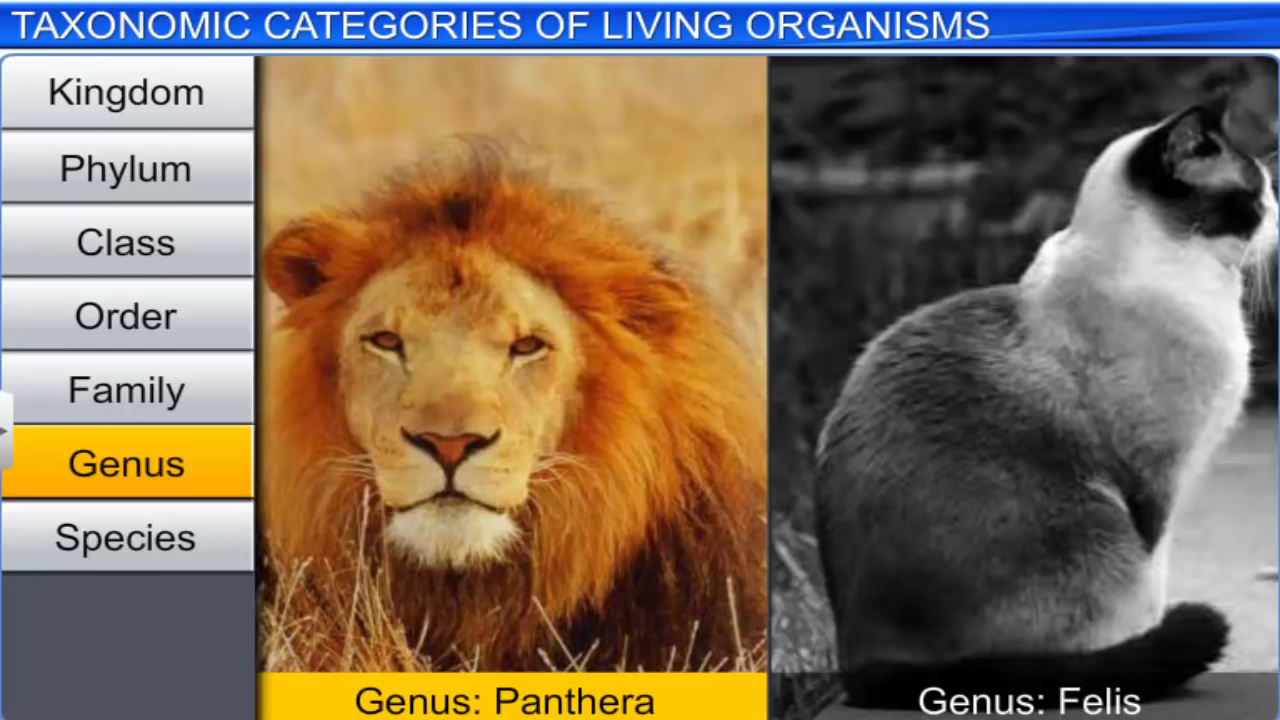 TAXONOMIC CATEGORIES OF LIVING ORGANISMS
Kingdom
Phylum
Class
Order
Family
Genus
Species
Genus: Panthera
Genus: Felis